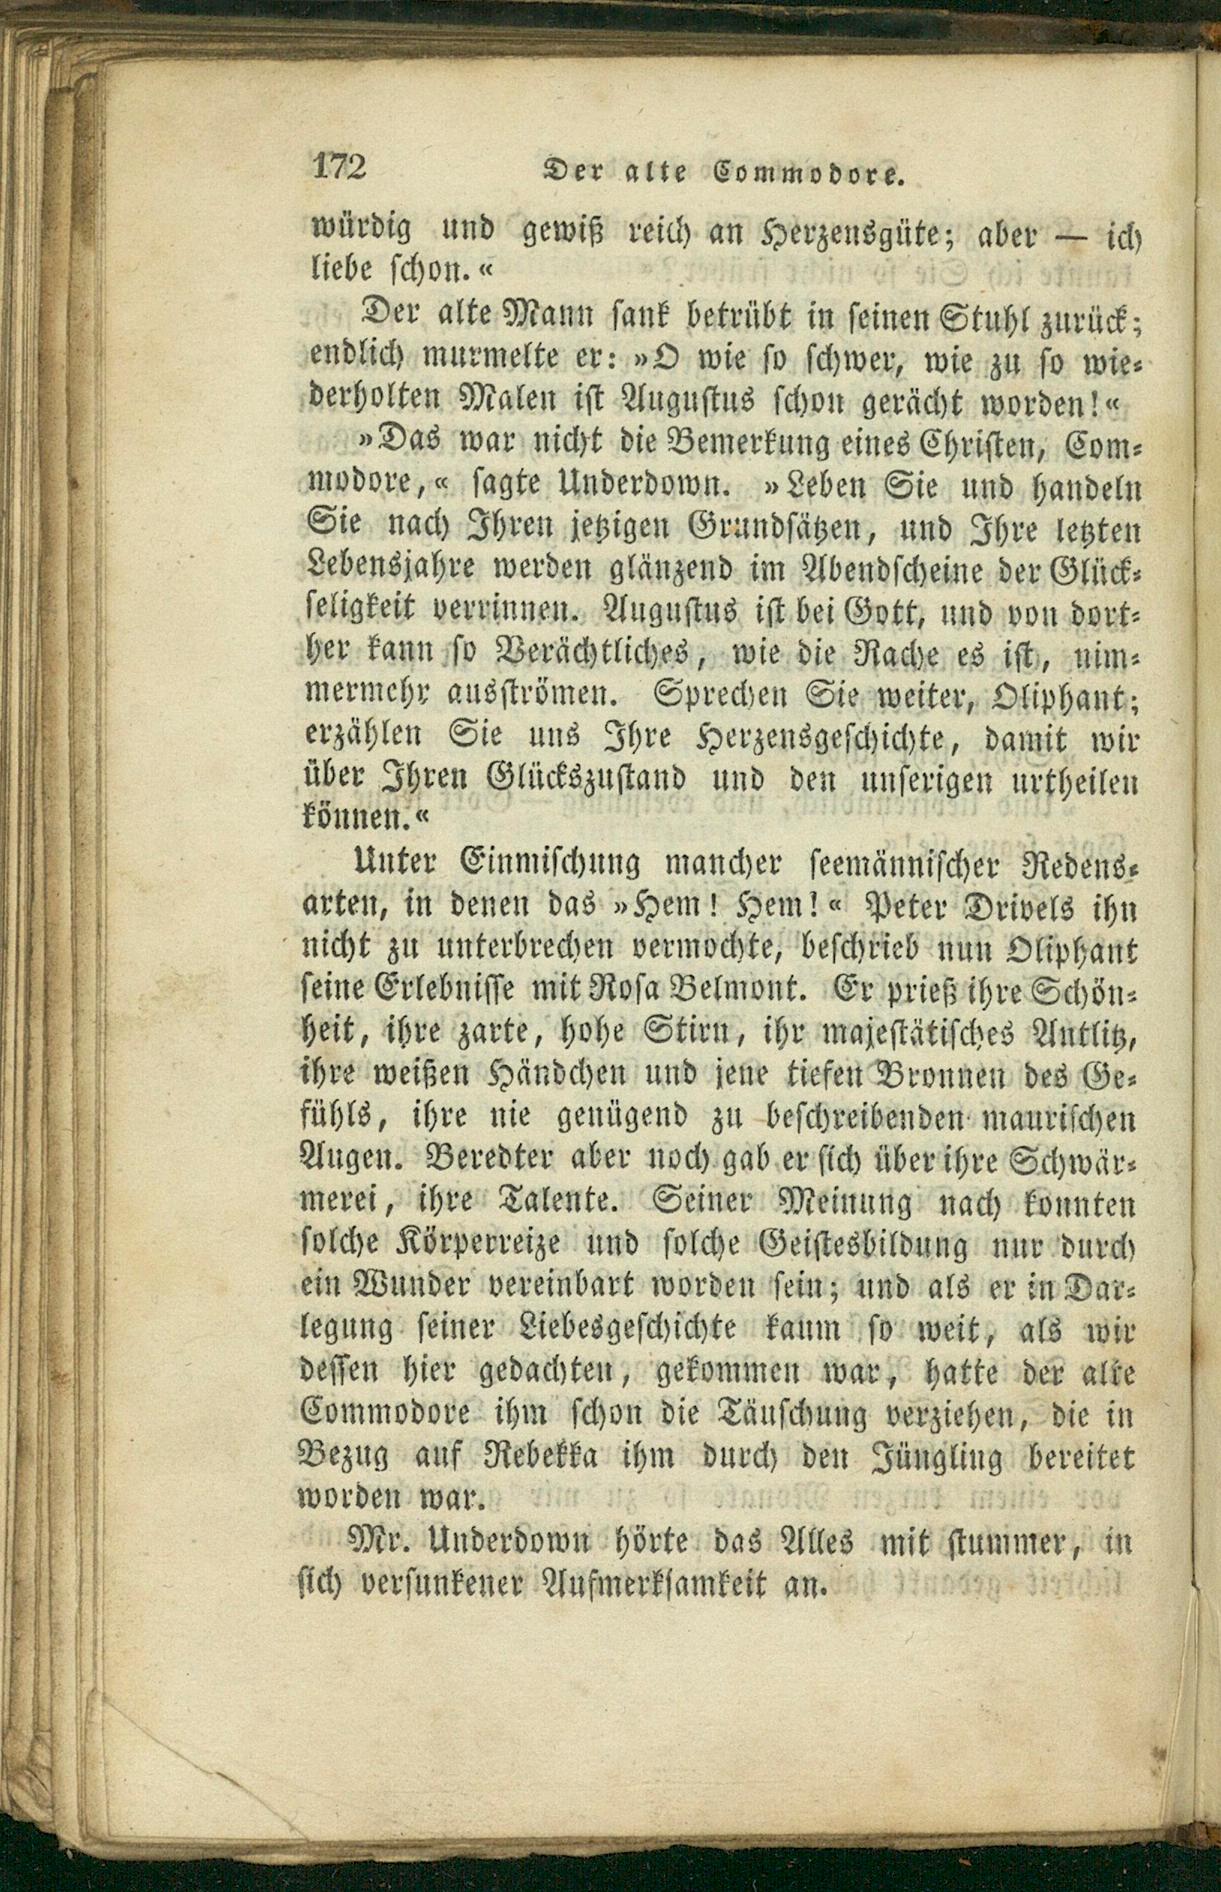 172 Der alte Commodore.
würdig und gewiß reich an Herzensgüte; aber — ich
liebe schon.«
Der alte Mann sank betrübt in seinen Stuhl zurück;
endlich murmelte er: »O wie so schwer, wie zu so wie-
derholten Malen ist Augustus schon gerächt worden!«
»Das war nicht die Bemerkung eines Christen, Com-
modore,« sagte Underdown. »Leben Sie und handeln
Sie nach Ihren jetzigen Grundsätzen, und Ihre letzten
Lebensjahre werden glänzend im Abendscheine der Glück-
seligkeit verrinnen. Augustus ist bei Gott, und von dort-
her kann so Verächtliches, wie die Rache es ist, nim-
mermehr ausströmen. Sprechen Sie weiter, Oliphant;
erzählen Sie uns Ihre Herzensgeschichte, damit wir
über Ihren Glückszustand und den unserigen urtheilen
können.«
Unter Einmischung mancher seemännischer Redens-
arten, in denen das »Hem! Hem!« Peter Drivels ihn
nicht zu unterbrechen vermochte, beschrieb nun Oliphant
seine Erlebnisse mit Rosa Belmont. Er prieß ihre Schön-
heit, ihre zarte, hohe Stirn, ihr majestätisches Antlitz,
ihre weißen Händchen und jene tiefen Bronnen des Ge-
fühls, ihre nie genügend zu beschreibenden maurischen
Augen. Beredter aber noch gab er sich über ihre Schwär-
merei, ihre Talente. Seiner Meinung nach konnten
solche Körperreize und solche Geistesbildung nur durch
ein Wunder vereinbart worden sein; und als er in Dar-
legung seiner Liebesgeschichte kaum so weit, als wir
dessen hier gedachten, gekommen war, hatte der alte
Commodore ihm schon die Täuschung verziehen, die in
Bezug auf Rebekka ihm durch den Jüngling bereitet
worden war.
Mr. Underdown hörte das Alles mit stummer, in
sich versunkener Aufmerksamkeit an.